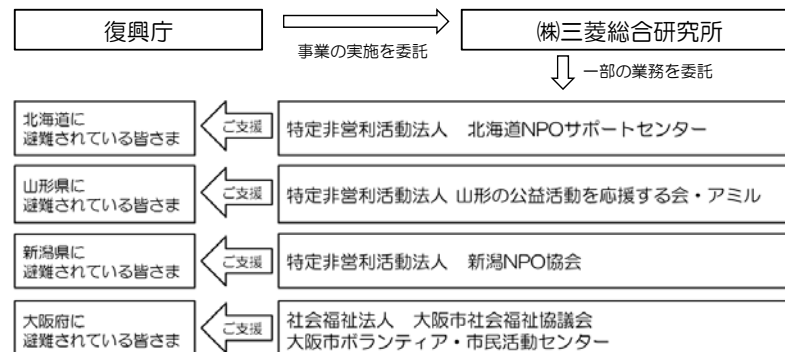 復興庁
事業の実施を委託
㈱三菱総合研究所
一部の業務を委託
北海道に
避難されている皆さま
ご支援
特定非営利活動法人 北海道NPOサポートセンター
山形県に
避難されている皆さま
ご支援
特定非営利活動法人 山形の公益活動を応援する会・アミル
新潟県に
避難されている皆さま
ご支援
特定非営利活動法人 新潟NPO協会
大阪府に
避難されている皆さま
ご支援
社会福祉法人 大阪市社会福祉協議会
大阪市ボランティア・市民活動センター